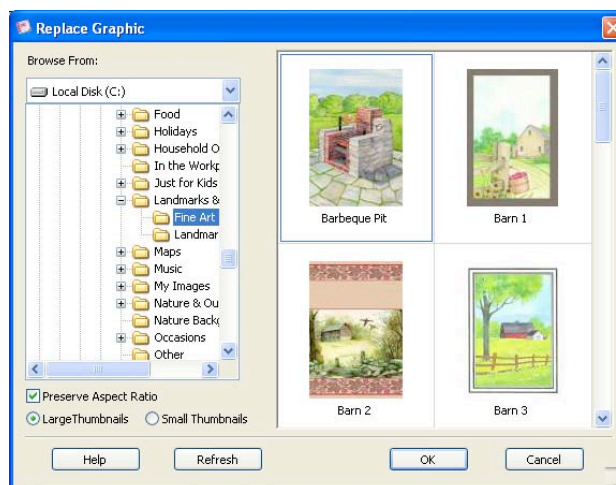 Replace Graphic
Browse From:
Local Disk (C:)
Food
Holidays
Household O
In the Workp
Just for Kids
Landmarks &
Fine Art
Landmar
Maps
Music
My Images
Nature & Ou
Nature Backg
Occasions
Other
Preserve Aspect Ratio
LargeThumbnails Small Thumbnails
Barbeque Pit
Barn 1
Barn 2
Barn 3
Help Refresh OK Cancel